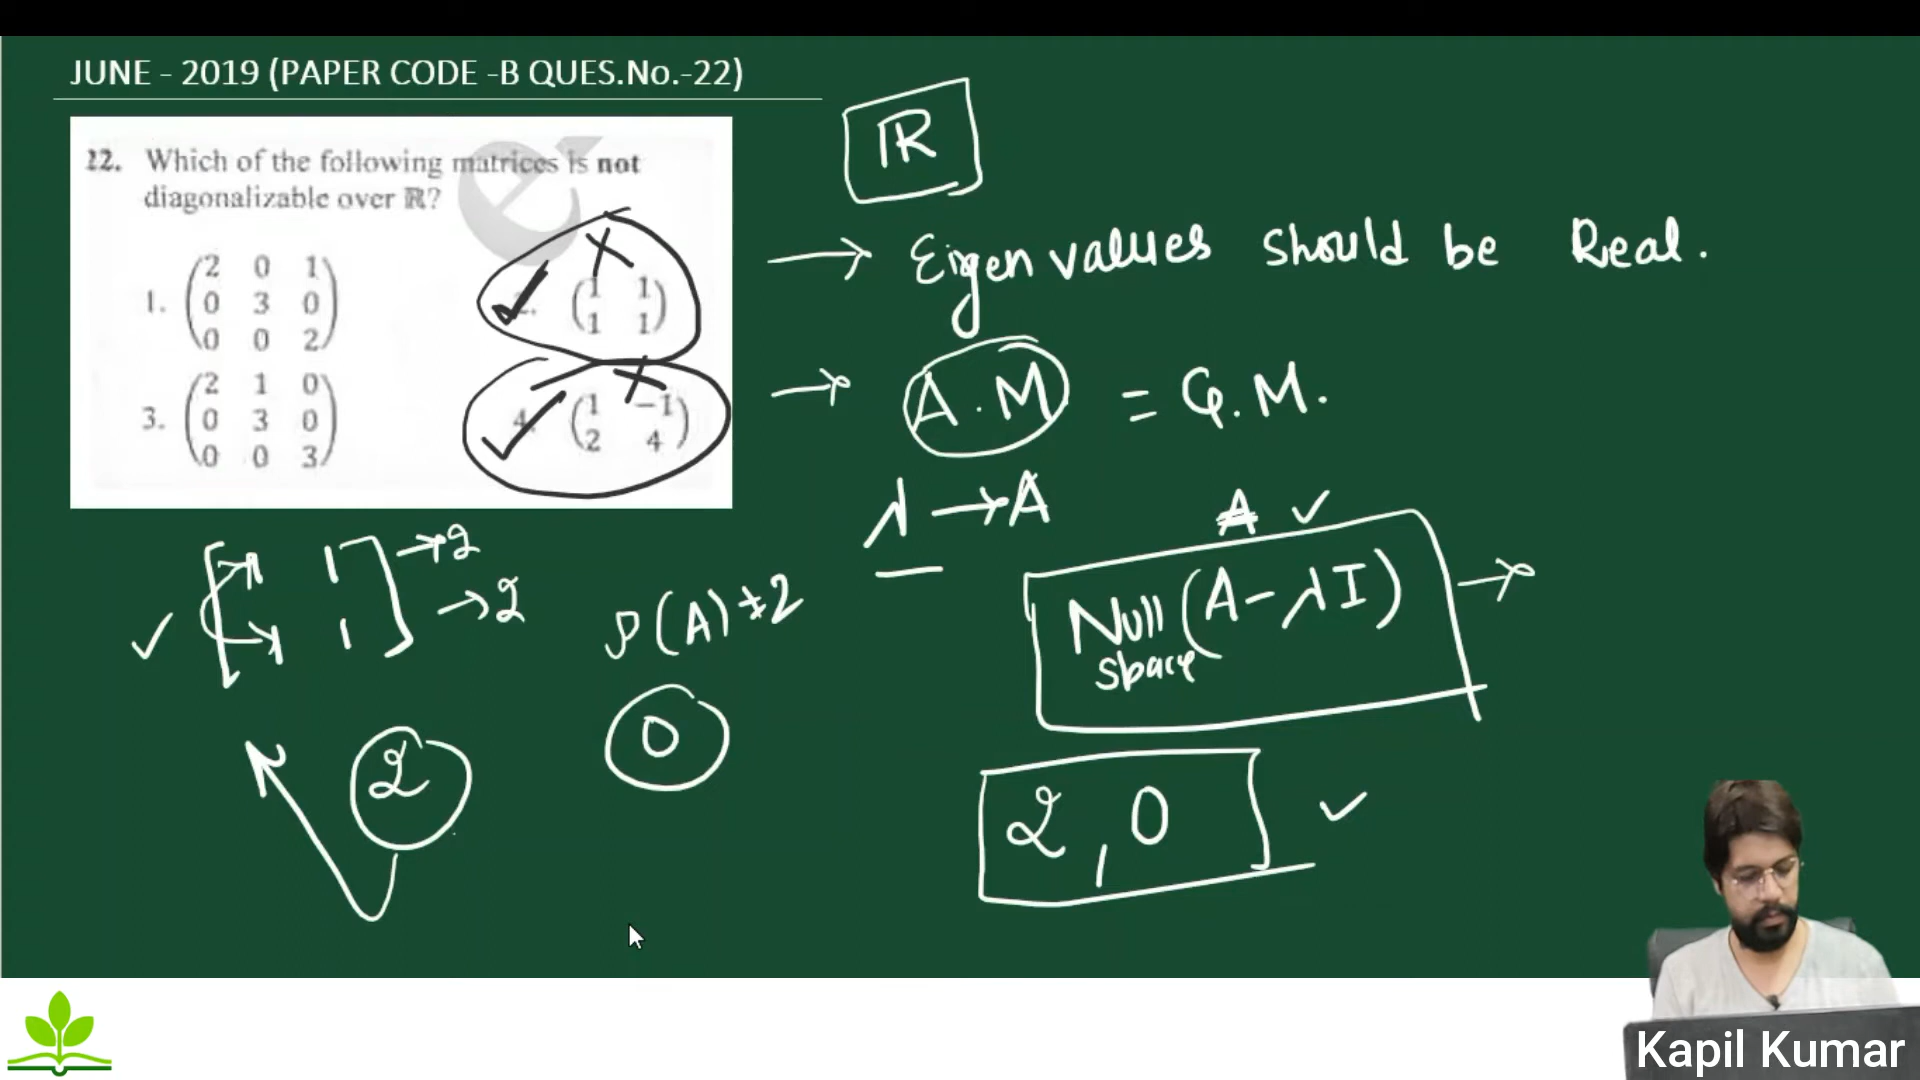 JUNE - 2019 (PAPER CODE -B QUES.No.-22)
22. Which of the following matrices is not
diagonalizable over ℝ?
1. (2 0 1
0 3 0
0 0 2)
(1 1
1 1)
3. (2 1 0
0 3 0
0 0 3)
4. (1 -1
2 4)
ℝ
→ Eigen values should be Real.
→ A.M = G.M.
λ → A
A ✓
Null (A-λI) →
space
✓ [1 1] → 2
1 1 → 2
ρ(A) ≠ 2
2
0
2, 0 ✓
Kapil Kumar